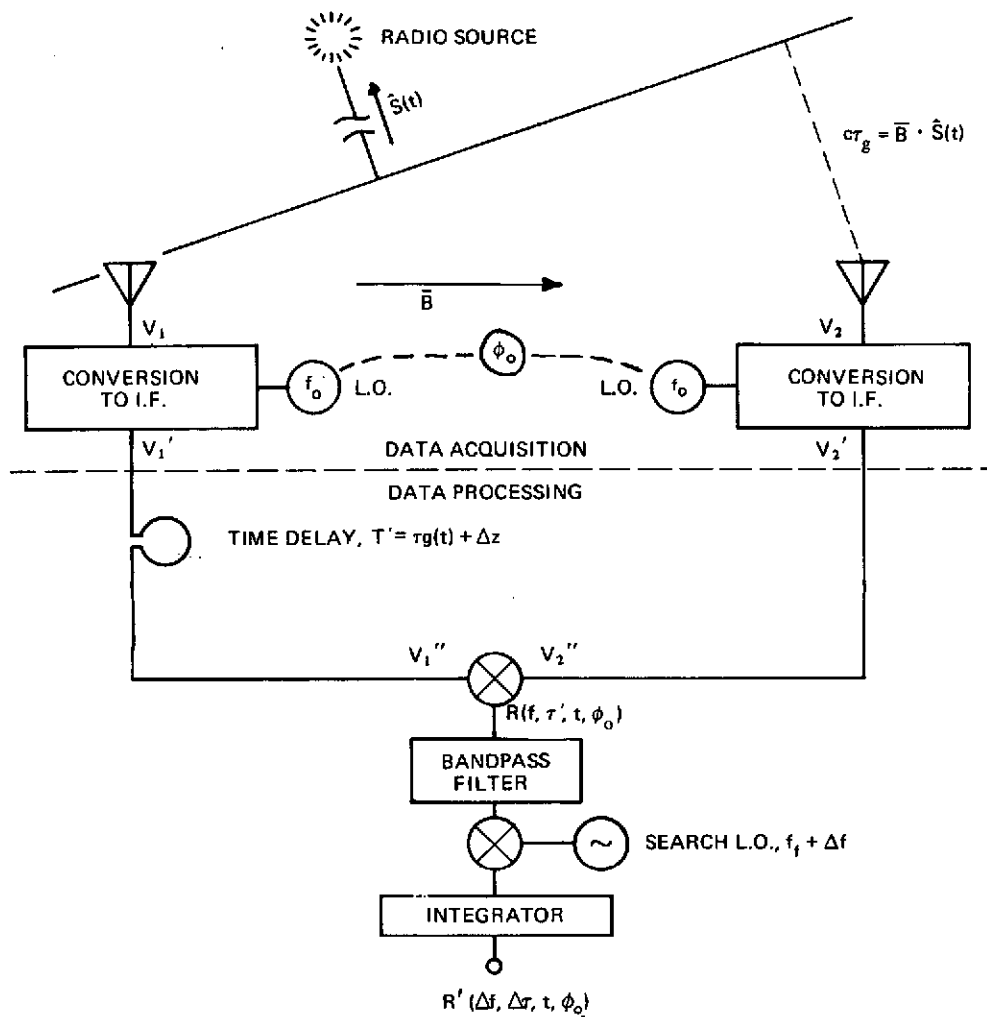 RADIO SOURCE
Ŝ(t)
cτg = B̅ · Ŝ(t)
B̅
V₁
V₂
CONVERSION TO I.F.
f₀
L.O.
ϕ₀
L.O.
f₀
CONVERSION TO I.F.
V₁'
DATA ACQUISITION
V₂'
DATA PROCESSING
TIME DELAY, T' = τg(t) + Δz
V₁''
V₂''
R(f, τ', t, ϕ₀)
BANDPASS FILTER
~
SEARCH L.O., f_f + Δf
INTEGRATOR
R' (Δf, Δτ, t, ϕ₀)